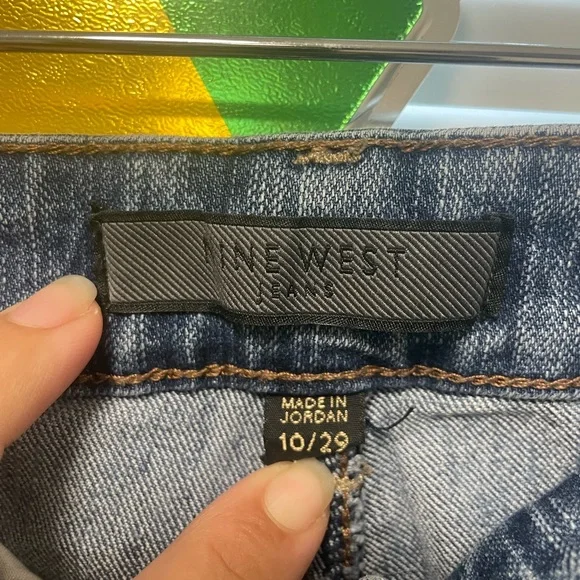 NINE WEST
JEANS
MADE IN
JORDAN
10/29